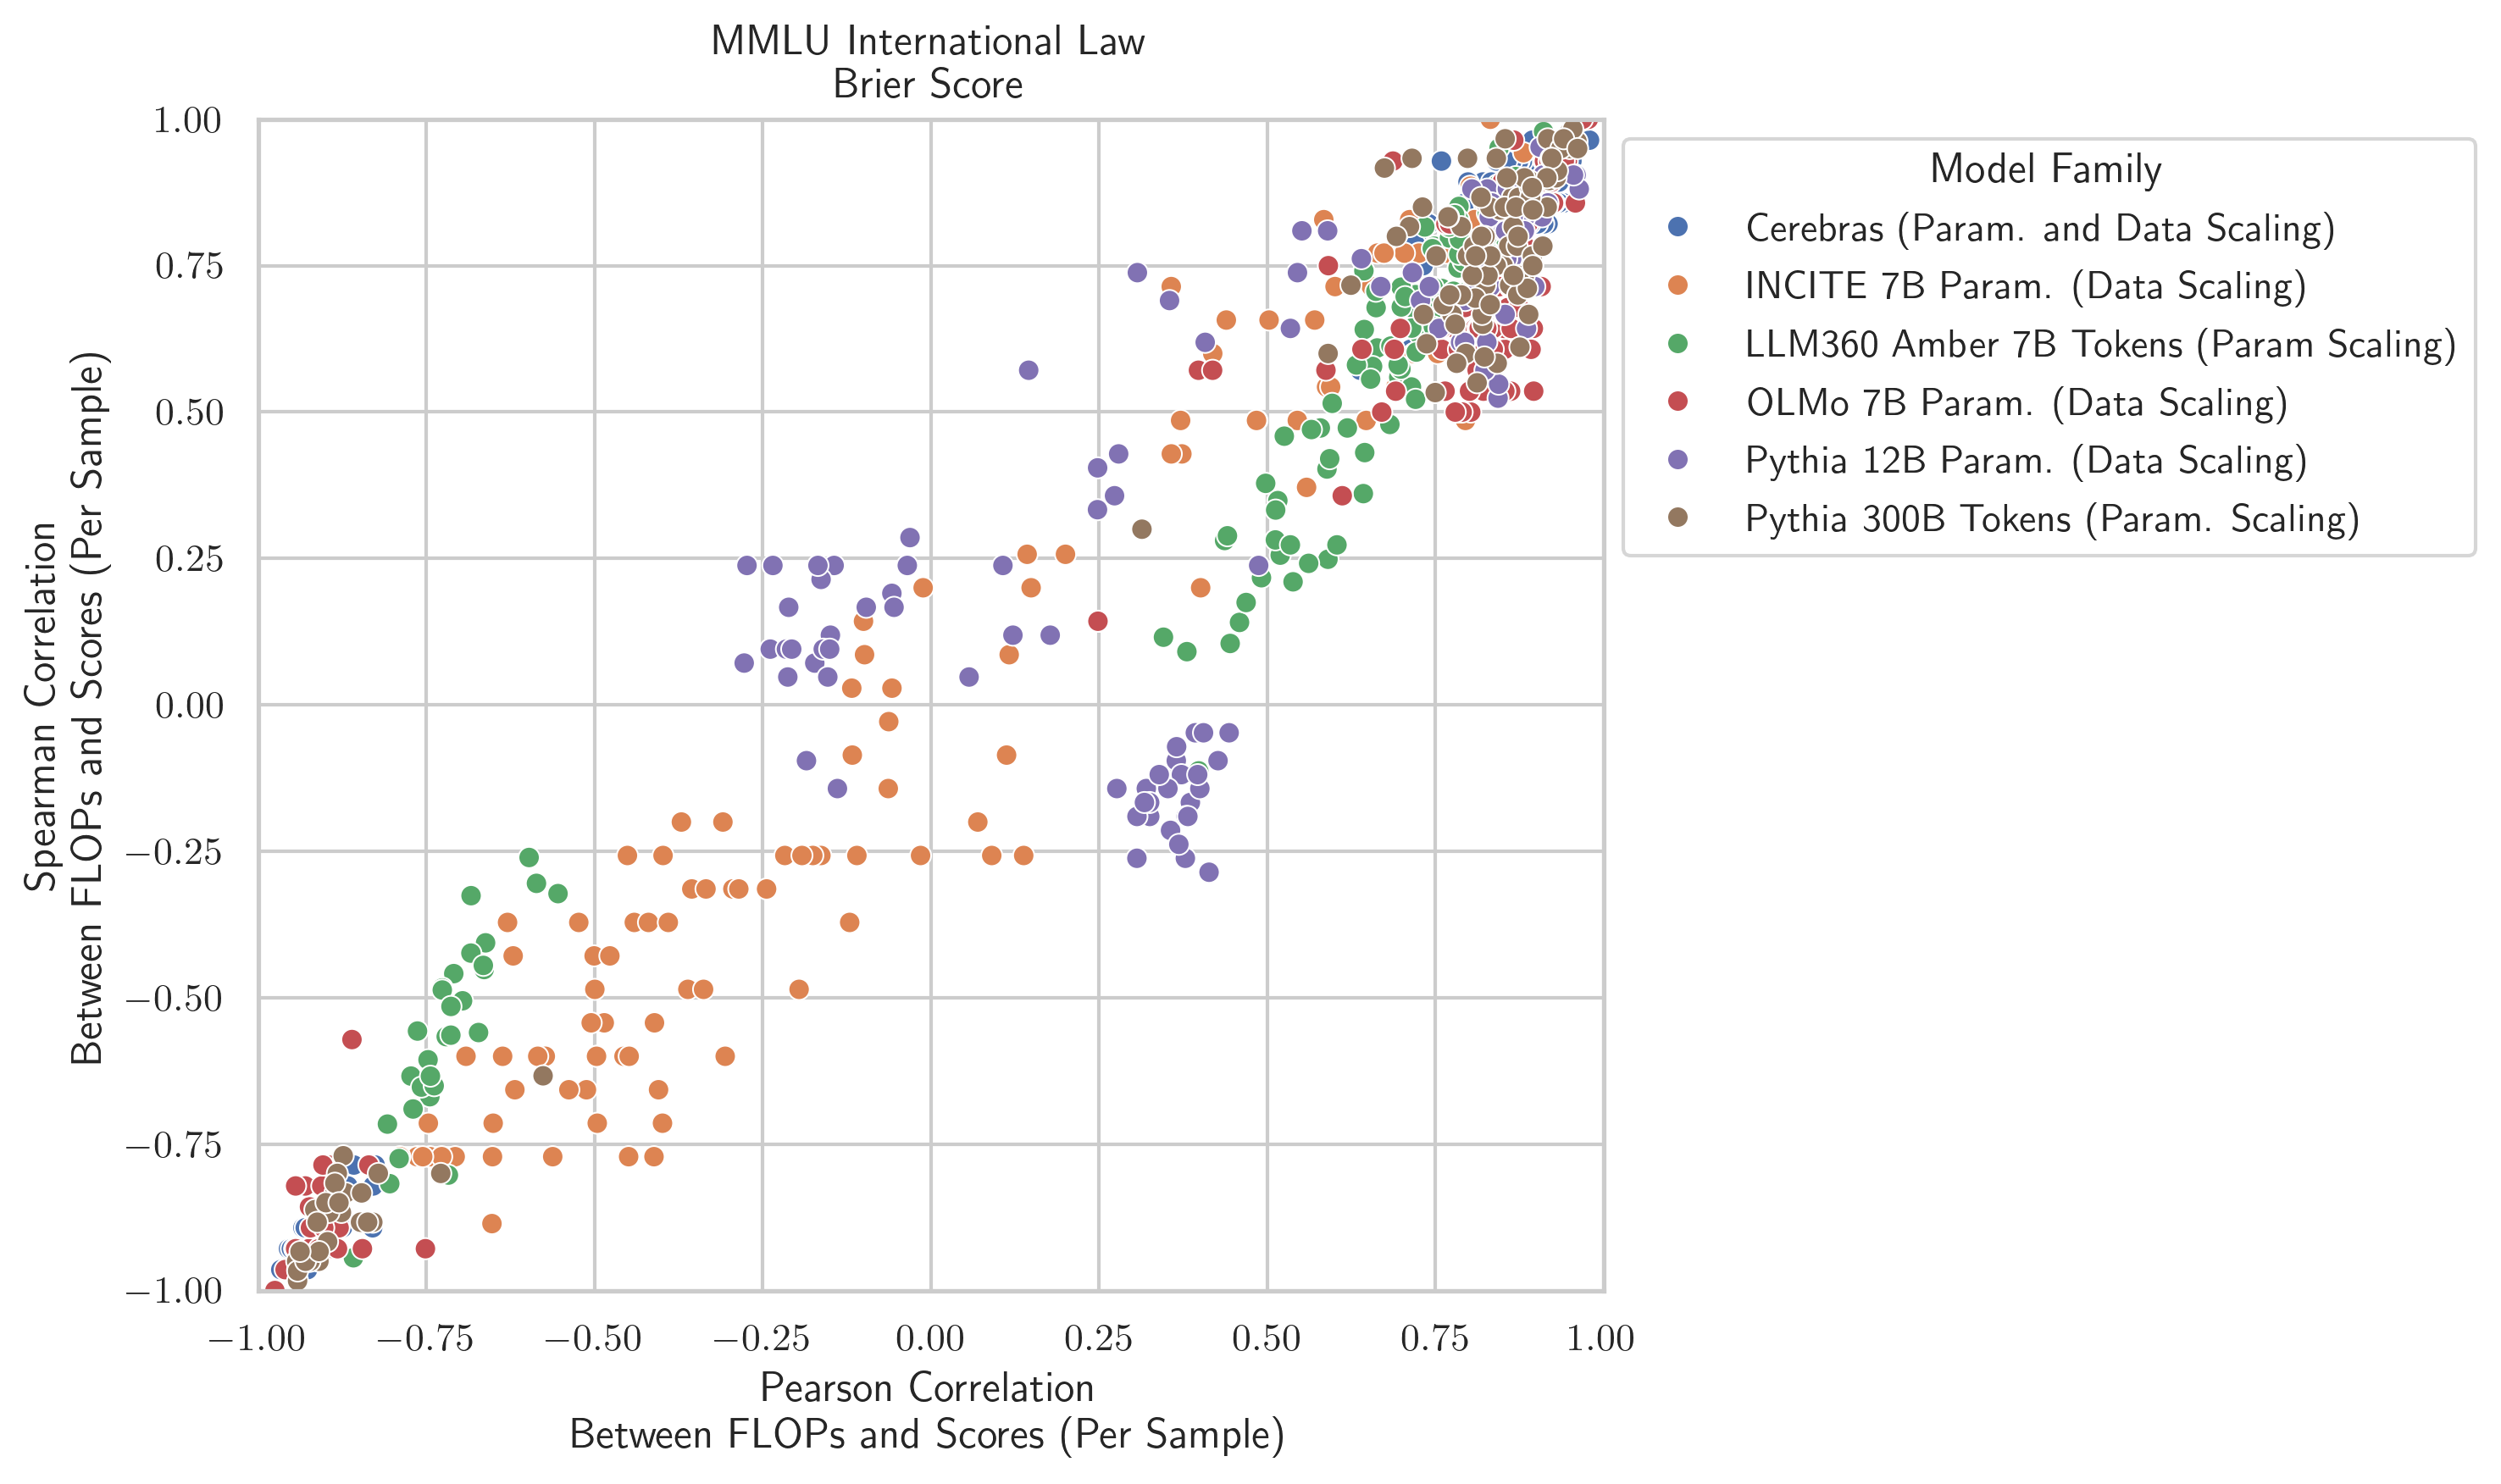 MMLU International Law
Brier Score
1.00
0.75
0.50
0.25
0.00
−0.25
−0.50
−0.75
−1.00
Spearman Correlation
Between FLOPs and Scores (Per Sample)
−1.00
−0.75
−0.50
−0.25
0.00
0.25
0.50
0.75
1.00
Pearson Correlation
Between FLOPs and Scores (Per Sample)
Model Family
Cerebras (Param. and Data Scaling)
INCITE 7B Param. (Data Scaling)
LLM360 Amber 7B Tokens (Param Scaling)
OLMo 7B Param. (Data Scaling)
Pythia 12B Param. (Data Scaling)
Pythia 300B Tokens (Param. Scaling)